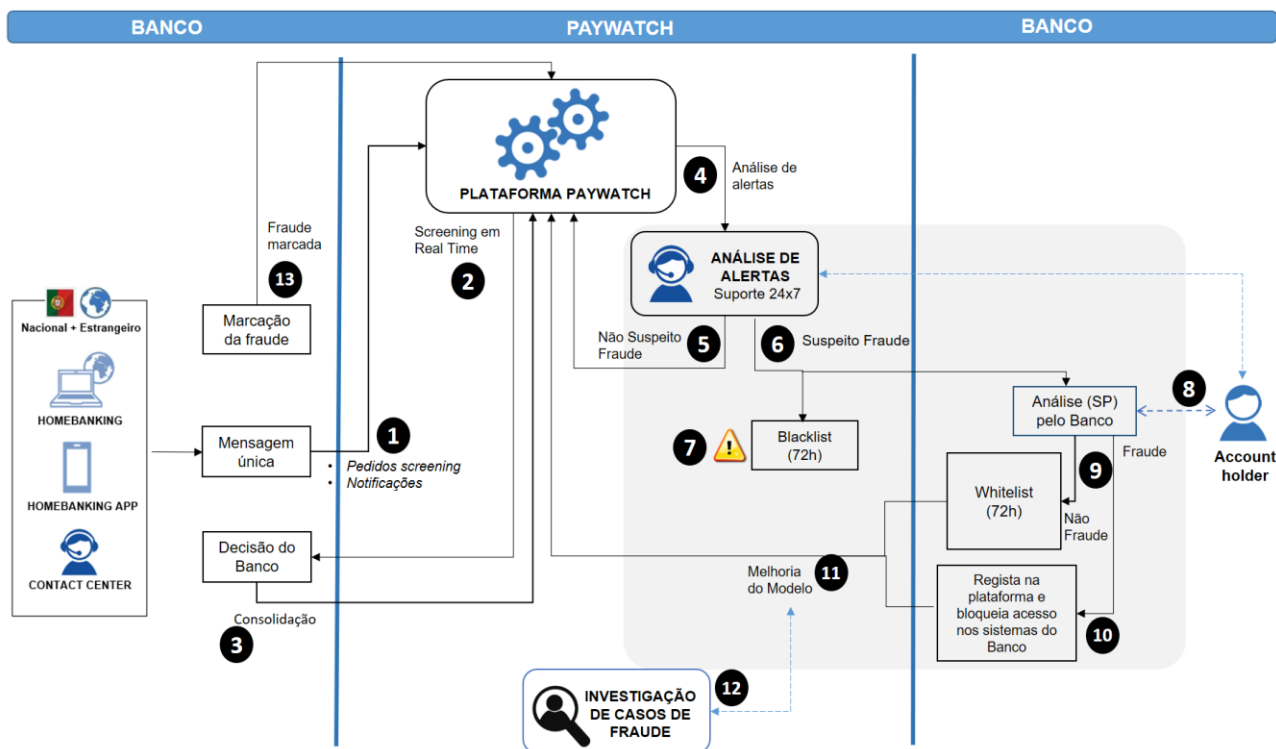 BANCO
PAYWATCH
BANCO
PLATAFORMA PAYWATCH
4
Análise de
alertas
Fraude
marcada
13
Screening em
Real Time
2
ANÁLISE DE
ALERTAS
Suporte 24x7
Nacional + Estrangeiro
Marcação
da fraude
Não Suspeito
Fraude
5
6
Suspeito Fraude
HOMEBANKING
Mensagem
única
1
• Pedidos screening
• Notificações
7
Blacklist
(72h)
Análise (SP)
pelo Banco
8
Account
holder
Fraude
9
HOMEBANKING APP
Whitelist
(72h)
Não
Fraude
Decisão do
Banco
CONTACT CENTER
Melhoria
do Modelo
11
Regista na
plataforma e
bloqueia acesso
nos sistemas do
Banco
10
Consolidação
3
INVESTIGAÇÃO
DE CASOS DE
FRAUDE
12